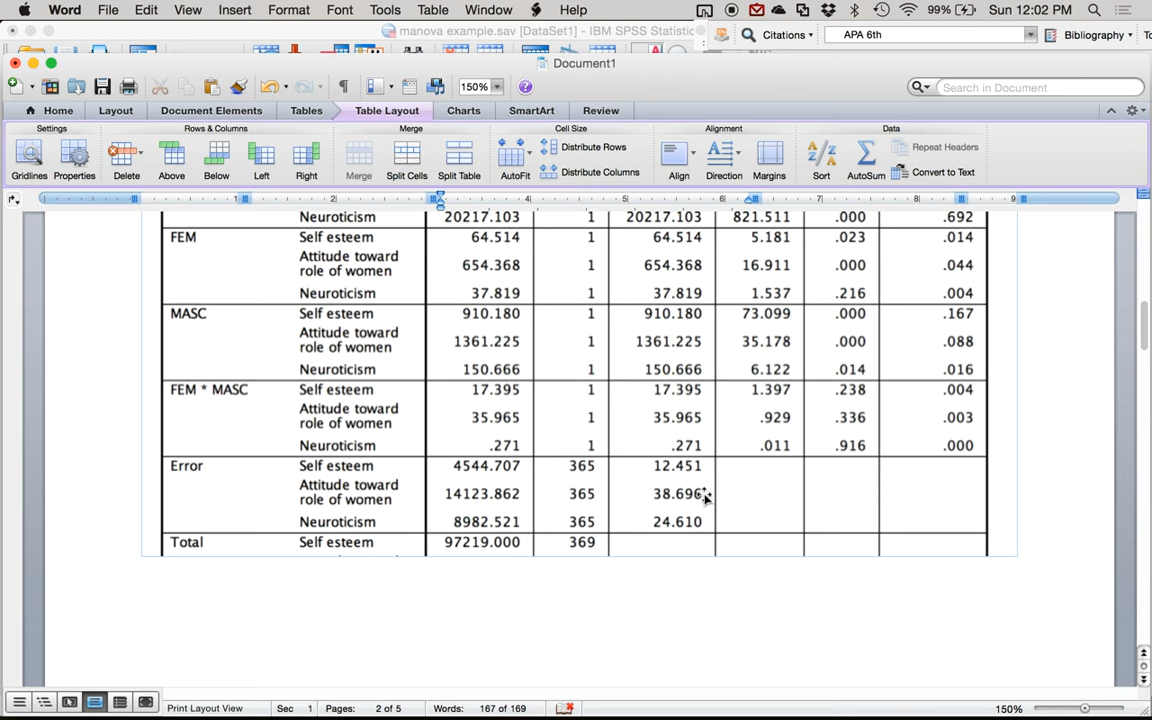 Word File Edit View Insert Format Font Tools Table Window Help 99% Sun 12:02 PM
manova example.sav [DataSet1] - IBM SPSS Statistic
Citations APA 6th Bibliography To
Document1
150% Search in Document
Home Layout Document Elements Tables Table Layout Charts SmartArt Review
Settings Rows & Columns Merge Cell Size Alignment Data
Distribute Rows Repeat Headers
Distribute Columns Convert to Text
Gridlines Properties Delete Above Below Left Right Merge Split Cells Split Table AutoFit Align Direction Margins Sort AutoSum
1 2 3 4 5 6 7 8 9
Neuroticism 20217.103 1 20217.103 821.511 .000 .692
FEM Self esteem 64.514 1 64.514 5.181 .023 .014
Attitude toward
role of women 654.368 1 654.368 16.911 .000 .044
Neuroticism 37.819 1 37.819 1.537 .216 .004
MASC Self esteem 910.180 1 910.180 73.099 .000 .167
Attitude toward
role of women 1361.225 1 1361.225 35.178 .000 .088
Neuroticism 150.666 1 150.666 6.122 .014 .016
FEM * MASC Self esteem 17.395 1 17.395 1.397 .238 .004
Attitude toward
role of women 35.965 1 35.965 .929 .336 .003
Neuroticism .271 1 .271 .011 .916 .000
Error Self esteem 4544.707 365 12.451
Attitude toward
role of women 14123.862 365 38.696
Neuroticism 8982.521 365 24.610
Total Self esteem 97219.000 369
Print Layout View Sec 1 Pages: 2 of 5 Words: 167 of 169 150%